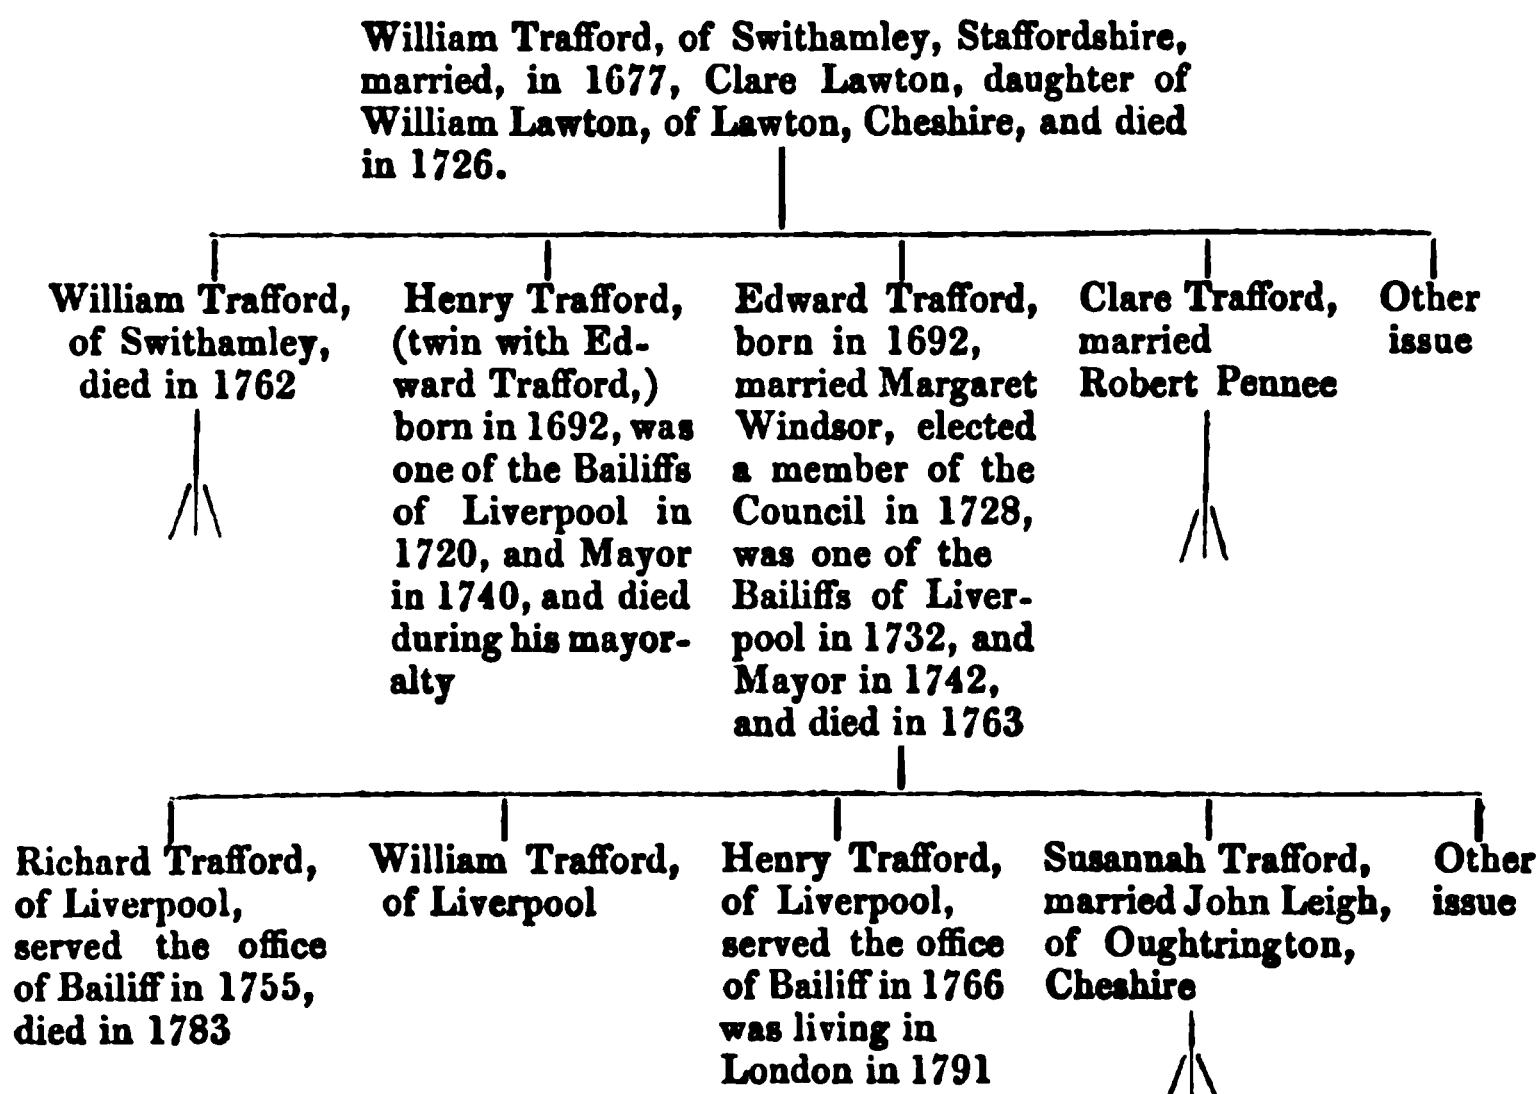 William Trafford, of Swithamley, Staffordshire,
married, in 1677, Clare Lawton, daughter of
William Lawton, of Lawton, Cheshire, and died
in 1726.
William Trafford,
of Swithamley,
died in 1762
Henry Trafford,
(twin with Ed-
ward Trafford,)
born in 1692, was
one of the Bailiffs
of Liverpool in
1720, and Mayor
in 1740, and died
during his mayor-
alty
Edward Trafford,
born in 1692,
married Margaret
Windsor, elected
a member of the
Council in 1728,
was one of the
Bailiffs of Liver-
pool in 1732, and
Mayor in 1742,
and died in 1763
Clare Trafford,
married
Robert Pennee
Other
issue
Richard Trafford,
of Liverpool,
served the office
of Bailiff in 1755,
died in 1783
William Trafford,
of Liverpool
Henry Trafford,
of Liverpool,
served the office
of Bailiff in 1766
was living in
London in 1791
Susannah Trafford,
married John Leigh,
of Oughtrington,
Cheshire
Other
issue